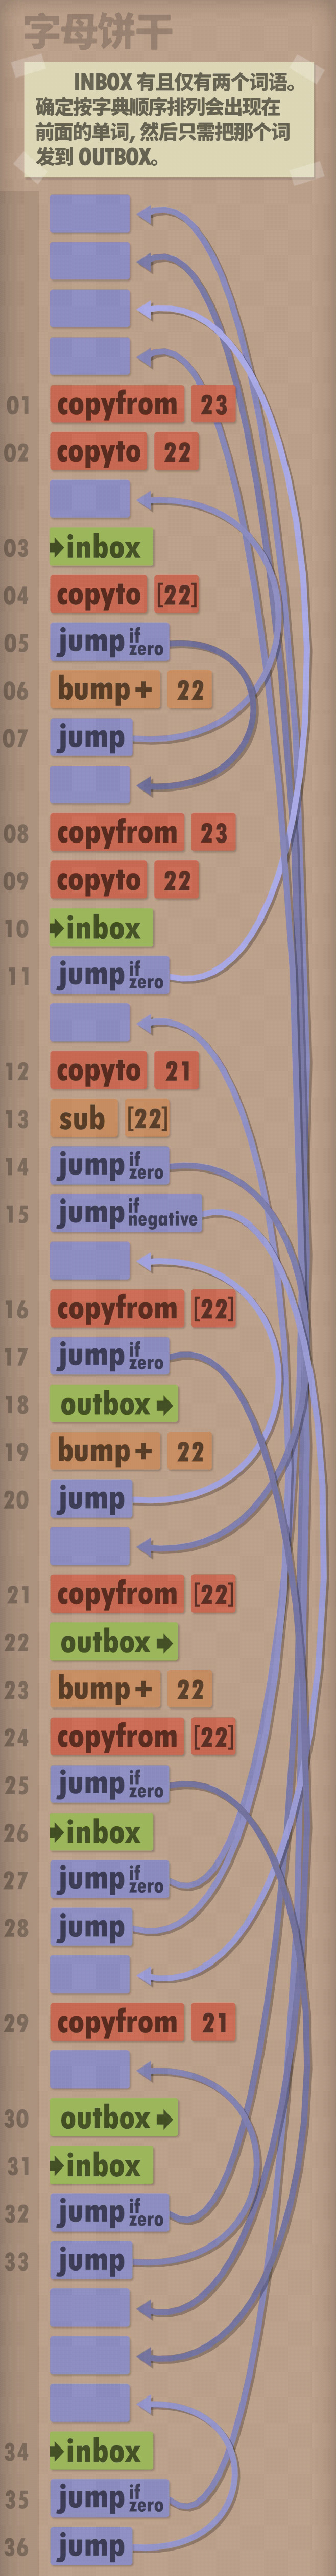 字母饼干
INBOX 有且仅有两个词语。
确定按字典顺序排列会出现在
前面的单词, 然后只需把那个词
发到 OUTBOX。
01 copyfrom 23
02 copyto 22
03 inbox
04 copyto [22]
05 jump if zero
06 bump+ 22
07 jump
08 copyfrom 23
09 copyto 22
10 inbox
11 jump if zero
12 copyto 21
13 sub [22]
14 jump if zero
15 jump if negative
16 copyfrom [22]
17 jump if zero
18 outbox
19 bump+ 22
20 jump
21 copyfrom [22]
22 outbox
23 bump+ 22
24 copyfrom [22]
25 jump if zero
26 inbox
27 jump if zero
28 jump
29 copyfrom 21
30 outbox
31 inbox
32 jump if zero
33 jump
34 inbox
35 jump if zero
36 jump